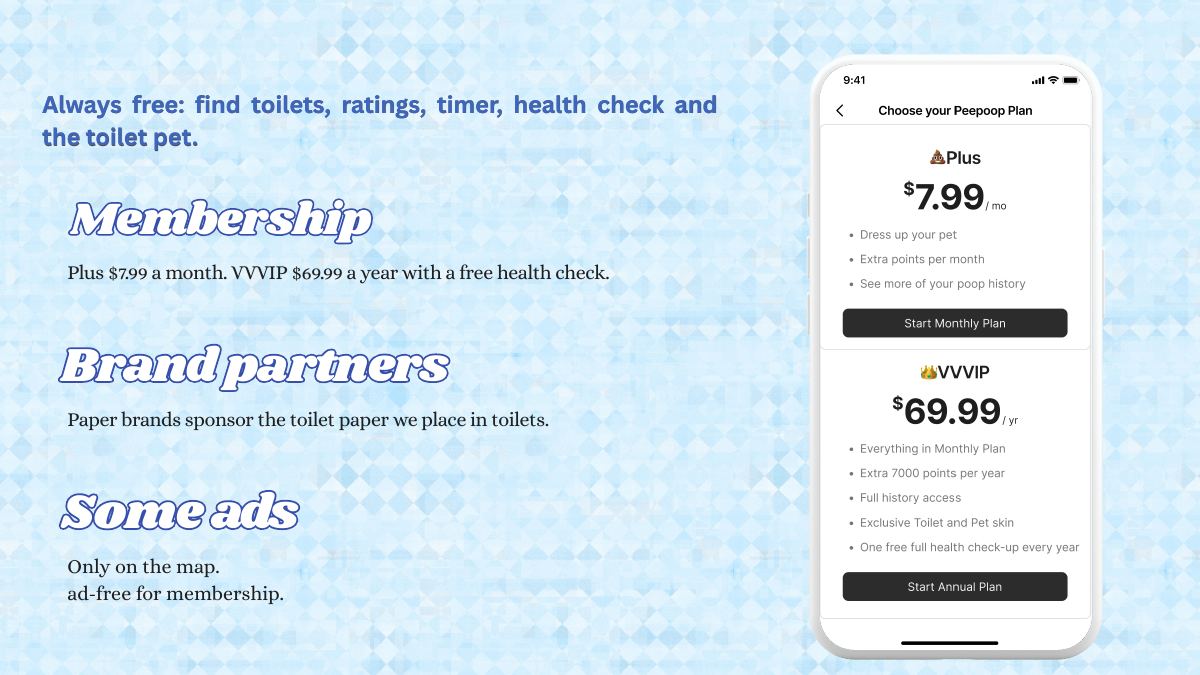 Always free: find toilets, ratings, timer, health check and
the toilet pet.
Membership
Plus $7.99 a month. VVVIP $69.99 a year with a free health check.
Brand partners
Paper brands sponsor the toilet paper we place in toilets.
Some ads
Only on the map.
ad-free for membership.
9:41
Choose your Peepoop Plan
💩Plus
$7.99/ mo
• Dress up your pet
• Extra points per month
• See more of your poop history
Start Monthly Plan
👑VVVIP
$69.99/ yr
• Everything in Monthly Plan
• Extra 7000 points per year
• Full history access
• Exclusive Toilet and Pet skin
• One free full health check-up every year
Start Annual Plan